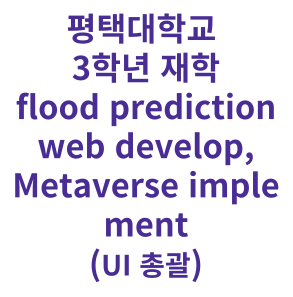 평택대학교
3학년 재학
flood prediction
web develop,
Metaverse imple
ment
(UI 총괄)